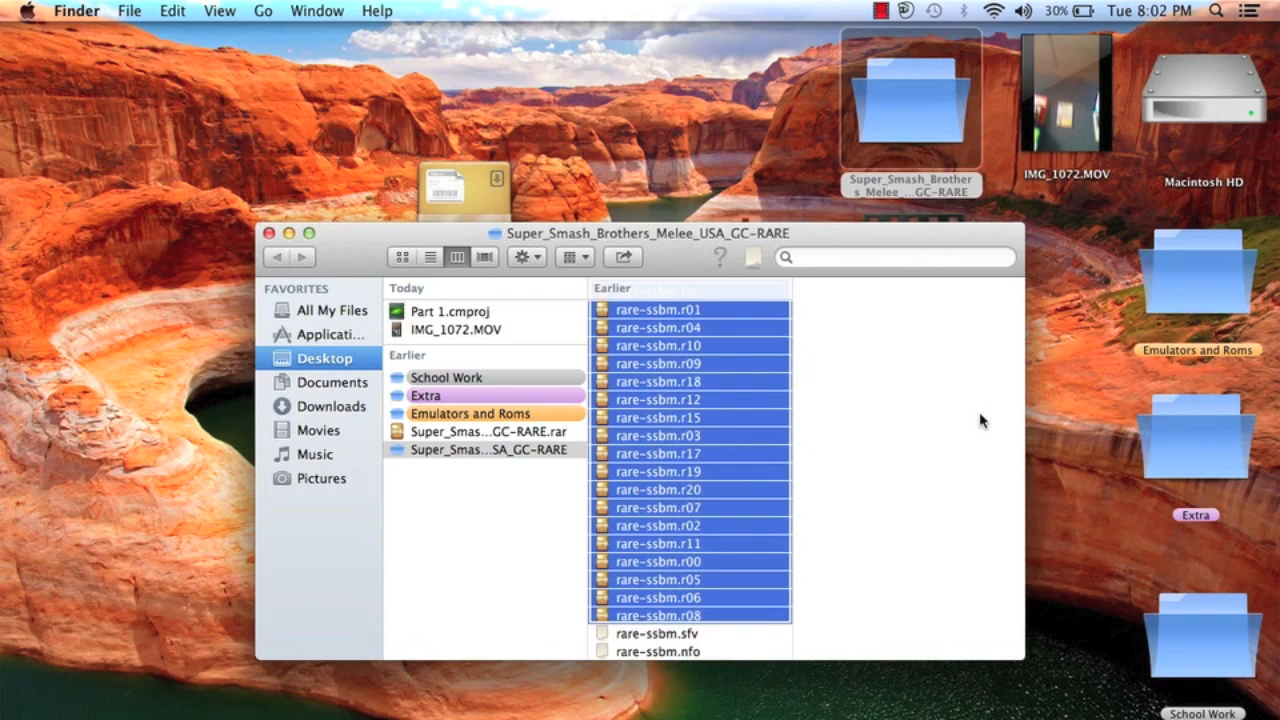 Finder File Edit View Go Window Help 30% Tue 8:02 PM
Super_Smash_Brother
s_Melee_...GC-RARE
IMG_1072.MOV
Macintosh HD
Super_Smash_Brothers_Melee_USA_GC-RARE
FAVORITES
All My Files
Applicati...
Desktop
Documents
Downloads
Movies
Music
Pictures
Today
Part 1.cmproj
IMG_1072.MOV
Earlier
School Work
Extra
Emulators and Roms
Super_Smas...GC-RARE.rar
Super_Smas...SA_GC-RARE
Earlier
rare-ssbm.r01
rare-ssbm.r04
rare-ssbm.r10
rare-ssbm.r09
rare-ssbm.r18
rare-ssbm.r12
rare-ssbm.r15
rare-ssbm.r03
rare-ssbm.r17
rare-ssbm.r19
rare-ssbm.r20
rare-ssbm.r07
rare-ssbm.r02
rare-ssbm.r11
rare-ssbm.r00
rare-ssbm.r05
rare-ssbm.r06
rare-ssbm.r08
rare-ssbm.sfv
rare-ssbm.nfo
Emulators and Roms
Extra
School Work